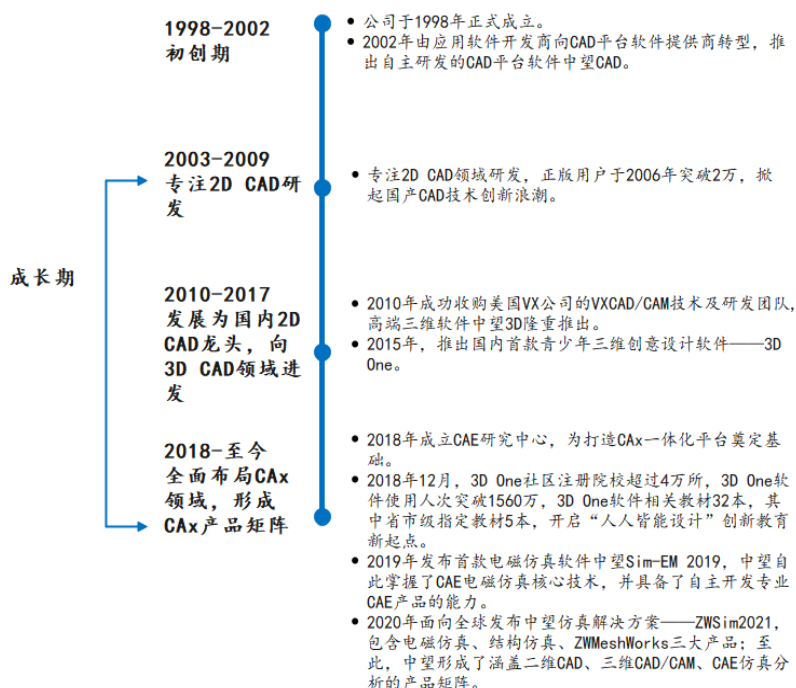 1998-2002
初创期
• 公司于1998年正式成立。
• 2002年由应用软件开发商向CAD平台软件提供商转型，推
出自主研发的CAD平台软件中望CAD。
成长期
2003-2009
专注2D CAD研
发
• 专注2D CAD领域研发，正版用户于2006年突破2万，掀
起国产CAD技术创新浪潮。
2010-2017
发展为国内2D
CAD龙头，向
3D CAD领域进
发
• 2010年成功收购美国VX公司的VXCAD/CAM技术及研发团队，
高端三维软件中望3D隆重推出。
• 2015年，推出国内首款青少年三维创意设计软件——3D
One。
2018-至今
全面布局CAx
领域，形成
CAx产品矩阵
• 2018年成立CAE研究中心，为打造CAx一体化平台奠定基
础。
• 2018年12月，3D One社区注册院校超过4万所，3D One软
件使用人次突破1560万，3D One软件相关教材32本，其
中省市级指定教材5本，开启“人人皆能设计”创新教育
新起点。
• 2019年发布首款电磁仿真软件中望Sim-EM 2019，中望自
此掌握了CAE电磁仿真核心技术，并具备了自主开发专业
CAE产品的能力。
• 2020年面向全球发布中望仿真解决方案——ZWSim2021，
包含电磁仿真、结构仿真、ZWMeshWorks三大产品；至
此，中望形成了涵盖二维CAD、三维CAD/CAM、CAE仿真分
析的产品矩阵。